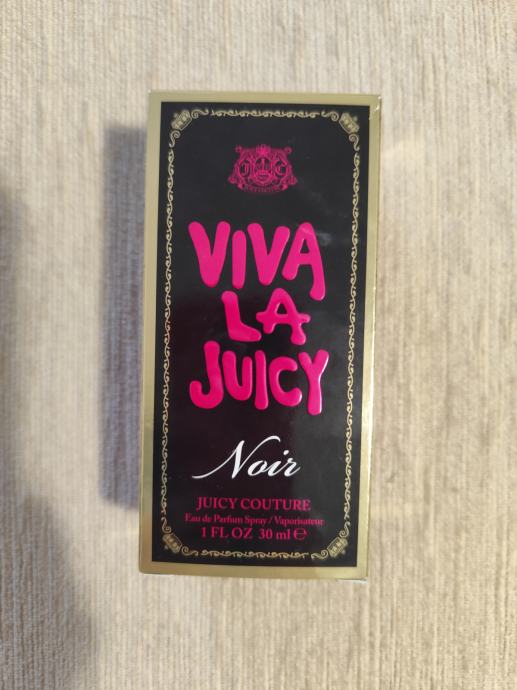 J C
VIVA
LA
JUICY
Noir
JUICY COUTURE
Eau de Parfum Spray / Vaporisateur
1 FL OZ 30 ml ℮